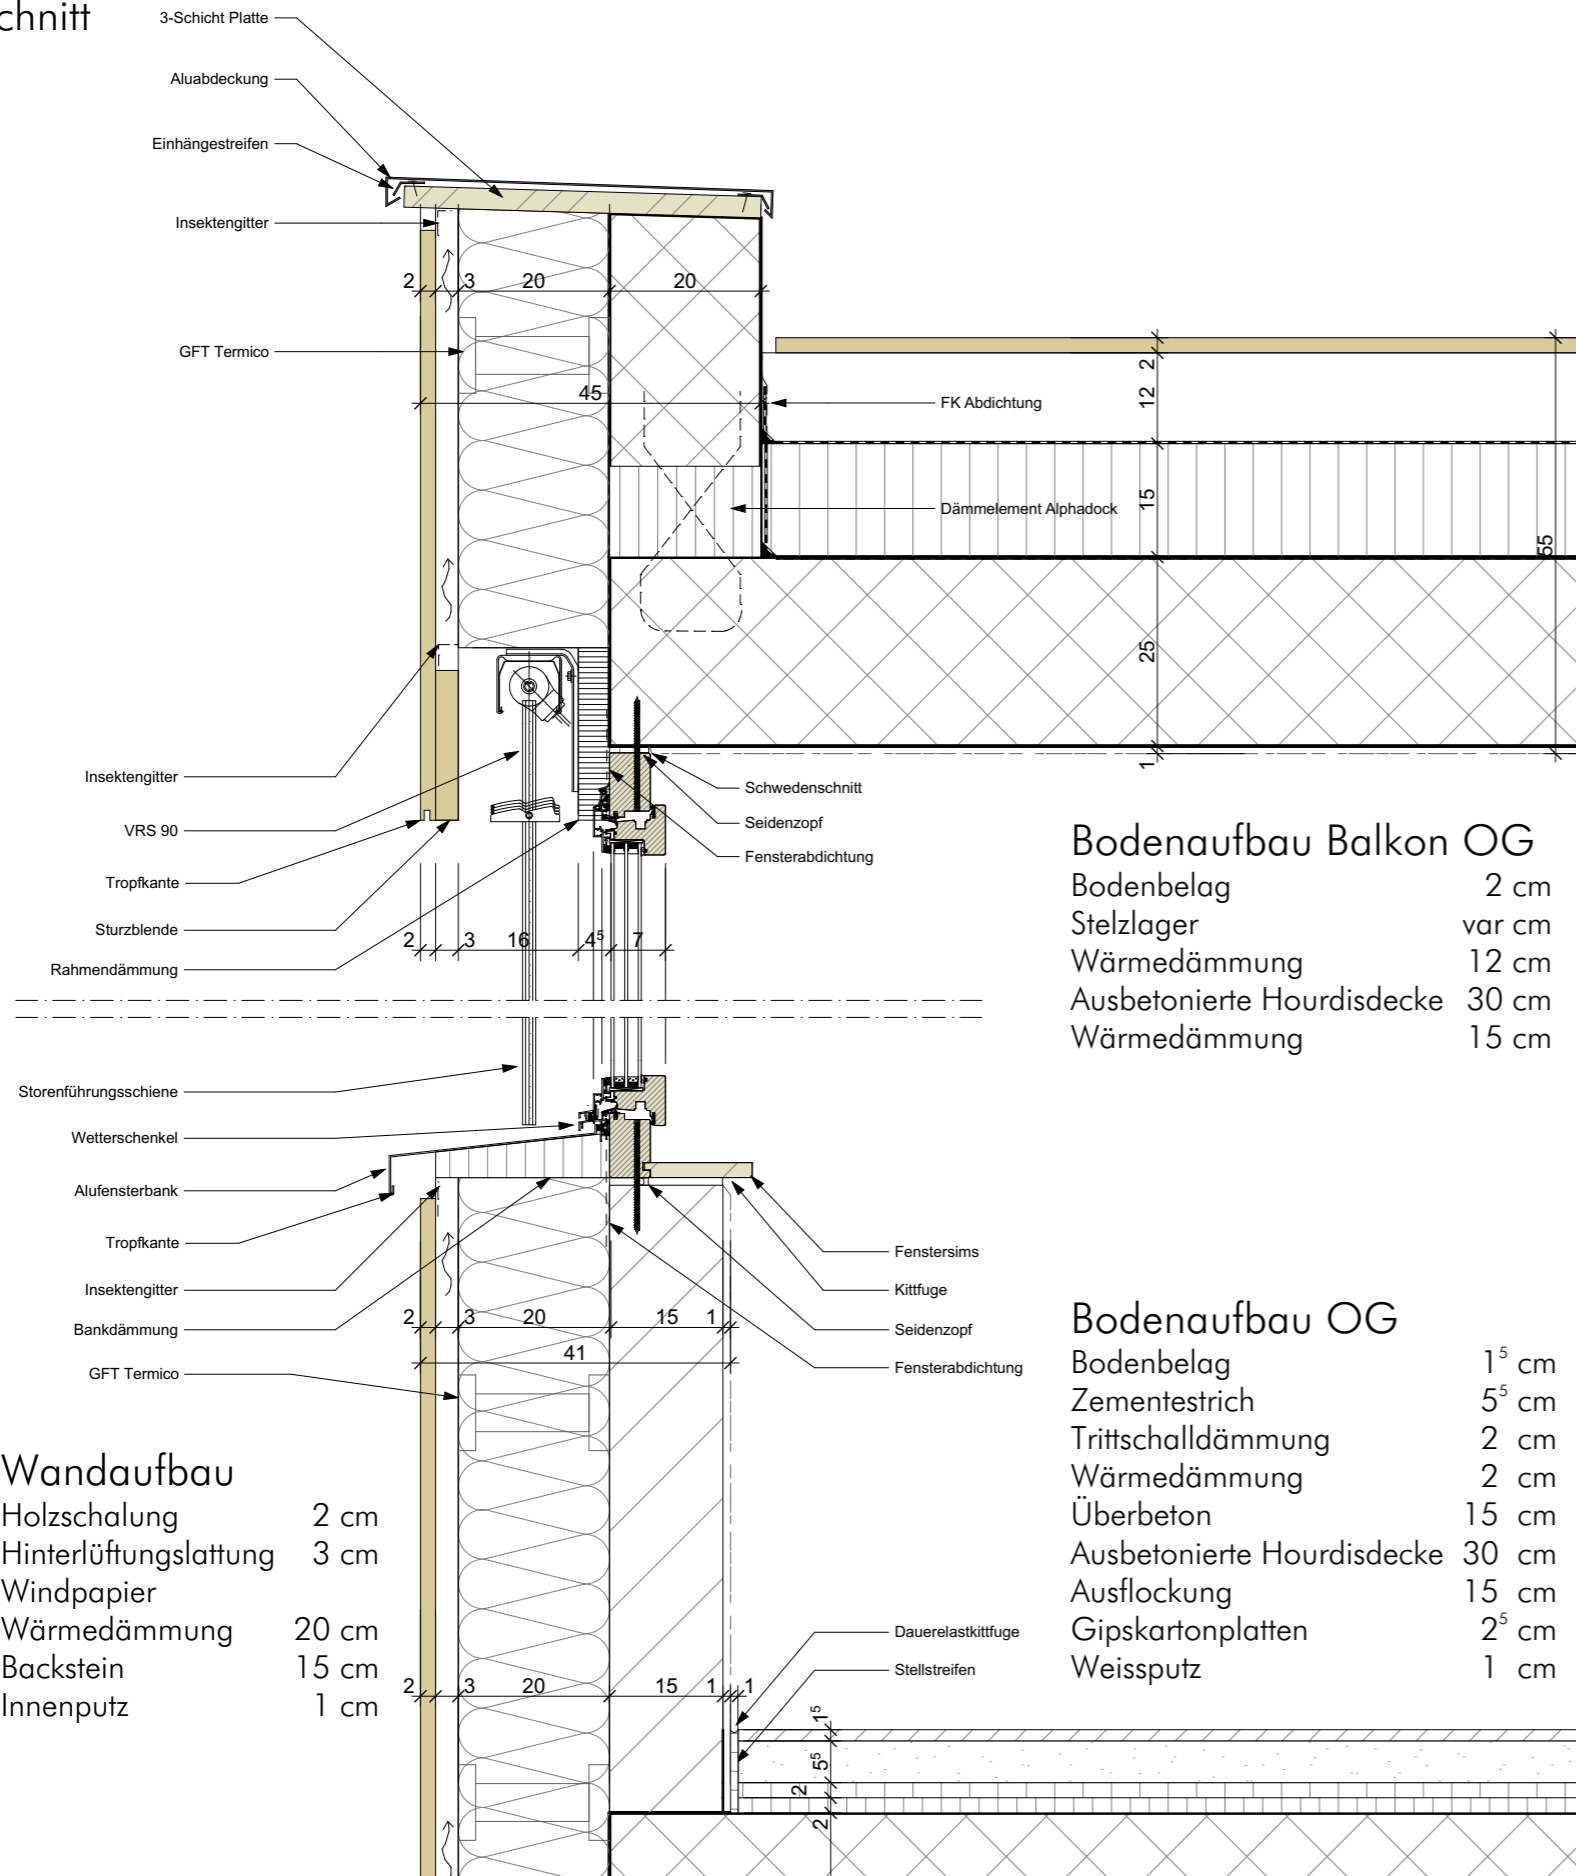 chnitt
3-Schicht Platte
Aluabdeckung
Einhängestreifen
Insektengitter
2 3 20 20
GFT Termico
45
FK Abdichtung
2
12
Dämmelement Alphadock
15
55
25
1
Insektengitter
VRS 90
Tropfkante
Sturzblende
Rahmendämmung
Schwedenschnitt
Seidenzopf
Fensterabdichtung
2 3 16 4⁵ 7
Bodenaufbau Balkon OG
Bodenbelag 2 cm
Stelzlager var cm
Wärmedämmung 12 cm
Ausbetonierte Hourdisdecke 30 cm
Wärmedämmung 15 cm
Storenführungsschiene
Wetterschenkel
Alufensterbank
Tropfkante
Insektengitter
Bankdämmung
GFT Termico
Fenstersims
Kittfuge
Seidenzopf
Fensterabdichtung
2 3 20 15 1
41
Bodenaufbau OG
Bodenbelag 1⁵ cm
Zementestrich 5⁵ cm
Trittschalldämmung 2 cm
Wärmedämmung 2 cm
Überbeton 15 cm
Ausbetonierte Hourdisdecke 30 cm
Ausflockung 15 cm
Gipskartonplatten 2⁵ cm
Weissputz 1 cm
Wandaufbau
Holzschalung 2 cm
Hinterlüftungslattung 3 cm
Windpapier
Wärmedämmung 20 cm
Backstein 15 cm
Innenputz 1 cm
Dauerelastkittfuge
Stellstreifen
2 3 20 15 1 1
1⁵
5⁵
2
2